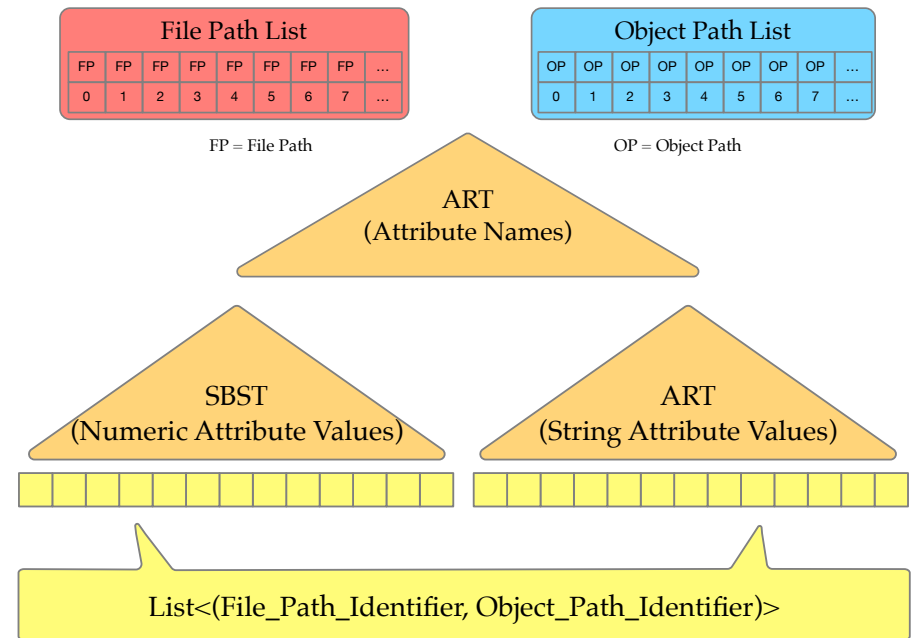 File Path List
FP FP FP FP FP FP FP FP ...
0 1 2 3 4 5 6 7 ...
Object Path List
OP OP OP OP OP OP OP OP ...
0 1 2 3 4 5 6 7 ...
FP = File Path
OP = Object Path
ART
(Attribute Names)
SBST
(Numeric Attribute Values)
ART
(String Attribute Values)
List<(File_Path_Identifier, Object_Path_Identifier)>